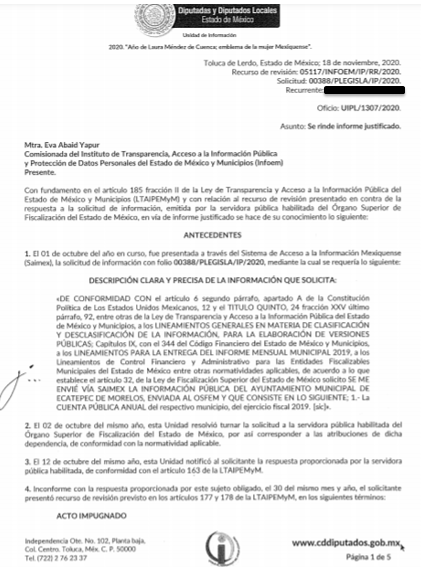 Diputadas y Diputados Locales
Estado de México
Unidad de Información
2020. "Año de Laura Méndez de Cuenca; emblema de la mujer Mexiquense".
Toluca de Lerdo, Estado de México; 18 de noviembre, 2020.
Recurso de revisión: 05117/INFOEM/IP/RR/2020.
Solicitud: 00388/PLEGISLA/IP/2020.
Recurrente:
Oficio: UIPL/1307/2020.
Asunto: Se rinde informe justificado.
Mtra. Eva Abaid Yapur
Comisionada del Instituto de Transparencia, Acceso a la Información Pública
y Protección de Datos Personales del Estado de México y Municipios (Infoem)
Presente.
Con fundamento en el artículo 185 fracción II de la Ley de Transparencia y Acceso a la Información Pública del
Estado de México y Municipios (LTAIPEMyM) y con relación al recurso de revisión presentado en contra de la
respuesta a la solicitud de información, emitida por la servidora pública habilitada del Órgano Superior de
Fiscalización del Estado de México, en vía de informe justificado se hace de su conocimiento lo siguiente:
ANTECEDENTES
1. El 01 de octubre del año en curso, fue presentada a través del Sistema de Acceso a la Información Mexiquense
(Saimex), la solicitud de información con folio 00388/PLEGISLA/IP/2020, mediante la cual se requería lo siguiente:
DESCRIPCIÓN CLARA Y PRECISA DE LA INFORMACIÓN QUE SOLICITA:
«DE CONFORMIDAD CON el artículo 6 segundo párrafo, apartado A de la Constitución
Política de Los Estados Unidos Mexicanos, 12 y el TITULO QUINTO, 24 fracción XXV último
párrafo, 92, entre otras de la Ley de Transparencia y Acceso a la Información Pública del
Estado de México y Municipios, a los LINEAMIENTOS GENERALES EN MATERIA DE CLASIFICACIÓN
Y DESCLASIFICACIÓN DE LA INFORMACIÓN, PARA LA ELABORACIÓN DE VERSIONES
PÚBLICAS; Capítulos IX, con el 344 del Código Financiero del Estado de México y Municipios,
a los LINEAMIENTOS PARA LA ENTREGA DEL INFORME MENSUAL MUNICIPAL 2019, a los
Lineamientos de Control Financiero y Administrativo para las Entidades Fiscalizables
Municipales del Estado de México entre otras normatividades aplicables, de acuerdo a lo que
establece el artículo 32, de la Ley de Fiscalización Superior del Estado de México solicito SE ME
ENVIÉ VÍA SAIMEX LA INFORMACIÓN PÚBLICA DEL AYUNTAMIENTO MUNICIPAL DE
ECATEPEC DE MORELOS, ENVIADA AL OSFEM Y QUE CONSISTE EN LO SIGUIENTE; 1.- La
CUENTA PÚBLICA ANUAL del respectivo municipio, del ejercicio fiscal 2019. [sic]».
2. El 02 de octubre del mismo año, esta Unidad resolvió turnar la solicitud a la servidora pública habilitada del
Órgano Superior de Fiscalización del Estado de México, por así corresponder a las atribuciones de dicha
dependencia, de conformidad con la normatividad aplicable.
3. El 12 de octubre del mismo año, esta Unidad notificó al solicitante la respuesta proporcionada por la servidora
pública habilitada, de conformidad con el artículo 163 de la LTAIPEMyM.
4. Inconforme con la respuesta proporcionada por este sujeto obligado, el 30 del mismo mes y año, el solicitante
presentó recurso de revisión previsto en los artículos 177 y 178 de la LTAIPEMyM, en los siguientes términos:
ACTO IMPUGNADO
Independencia Ote. No. 102, Planta baja,
Col. Centro, Toluca, Méx, C. P. 50000
Tel: (722) 2 76 23 37
www.cddiputados.gob.mx
Página 1 de 5